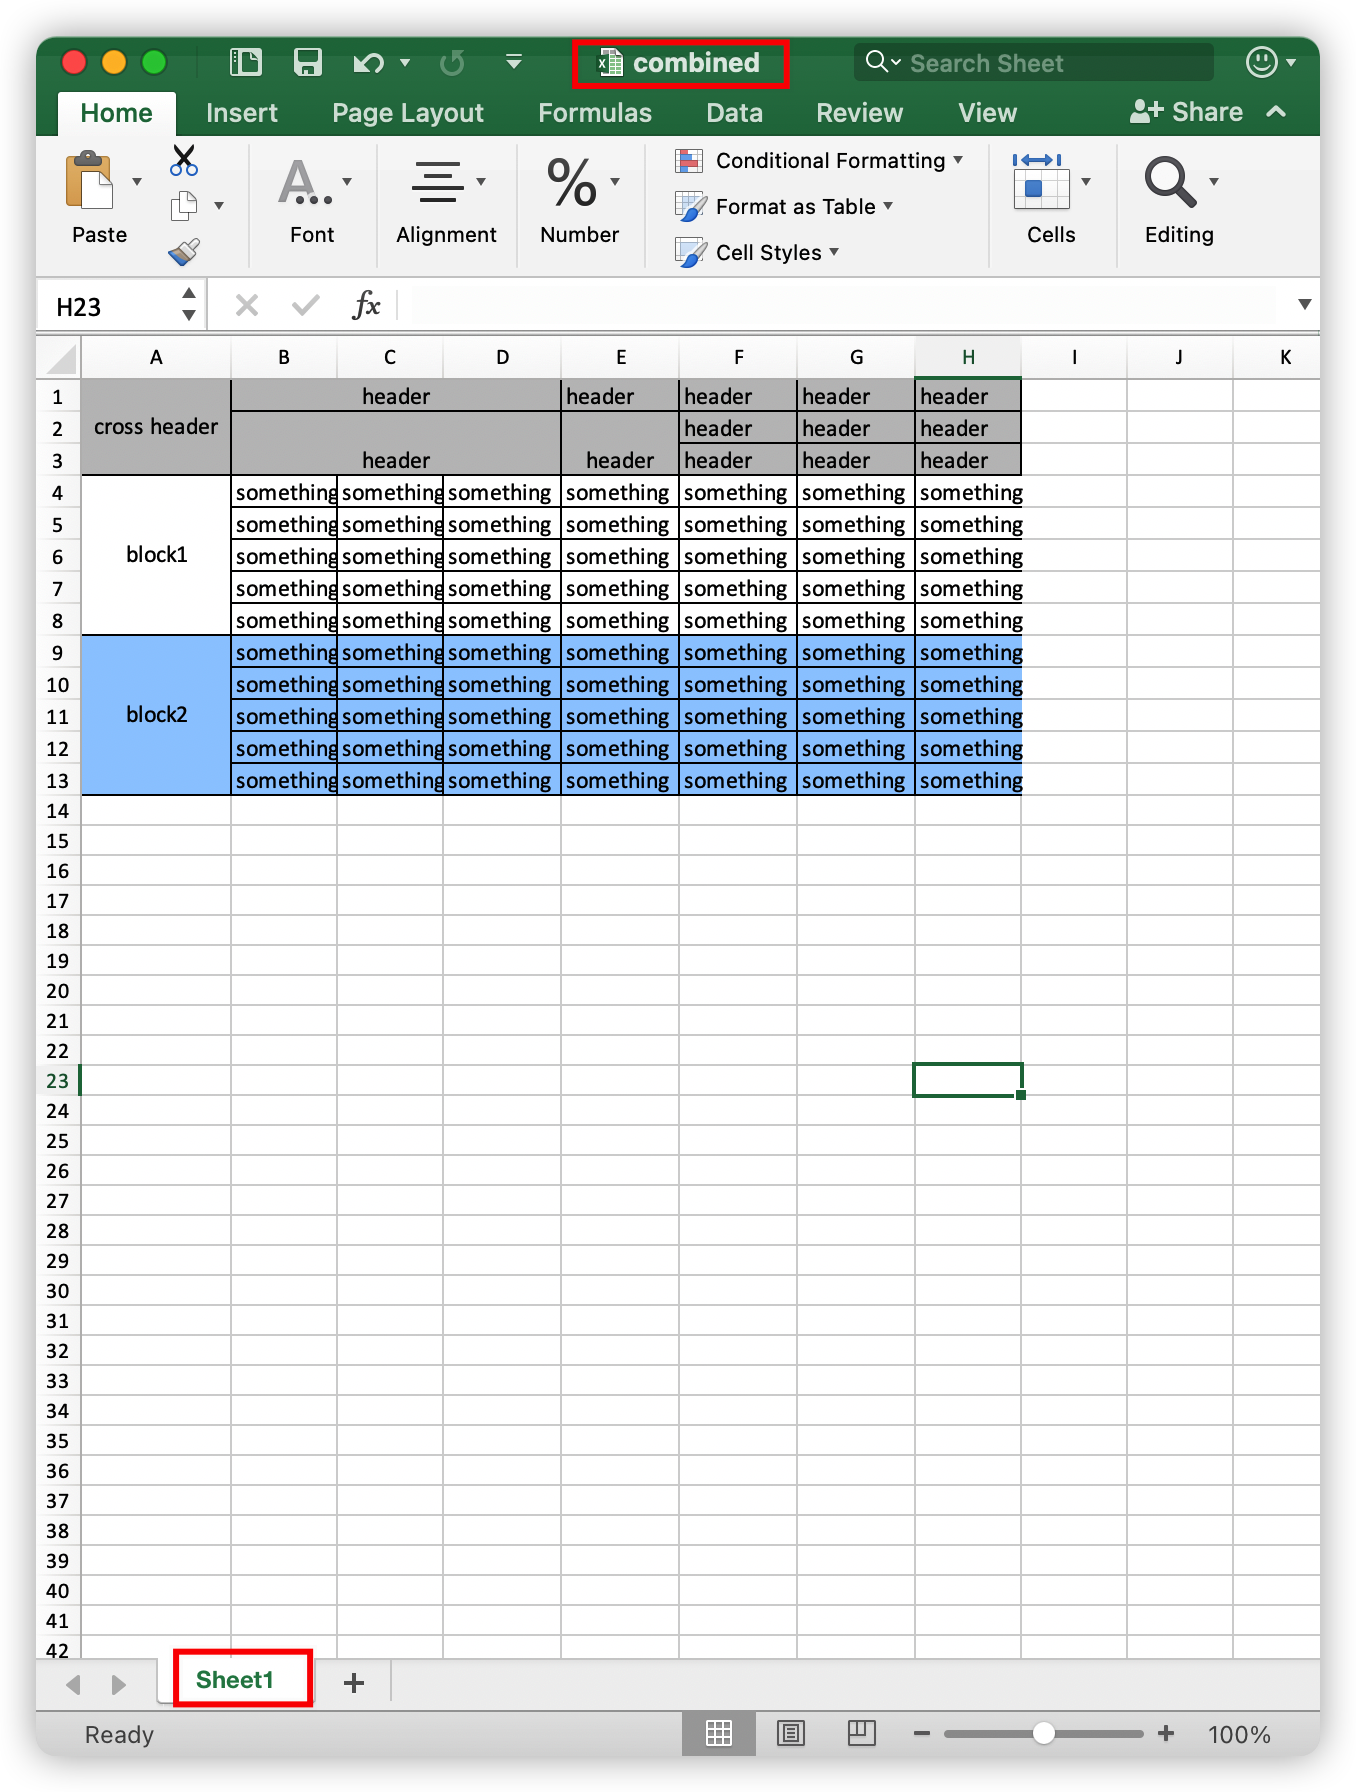 combined
Search Sheet
Home Insert Page Layout Formulas Data Review View Share
Paste Font Alignment % Number Conditional Formatting Format as Table Cell Styles Cells Editing
H23 fx
A B C D E F G H I J K
1 cross header header header header header header
2 header header header
3 header header header header header
4 block1 something something something something something something something
5 something something something something something something something
6 something something something something something something something
7 something something something something something something something
8 something something something something something something something
9 block2 something something something something something something something
10 something something something something something something something
11 something something something something something something something
12 something something something something something something something
13 something something something something something something something
14
15
16
17
18
19
20
21
22
23
24
25
26
27
28
29
30
31
32
33
34
35
36
37
38
39
40
41
42
Sheet1 +
Ready 100%